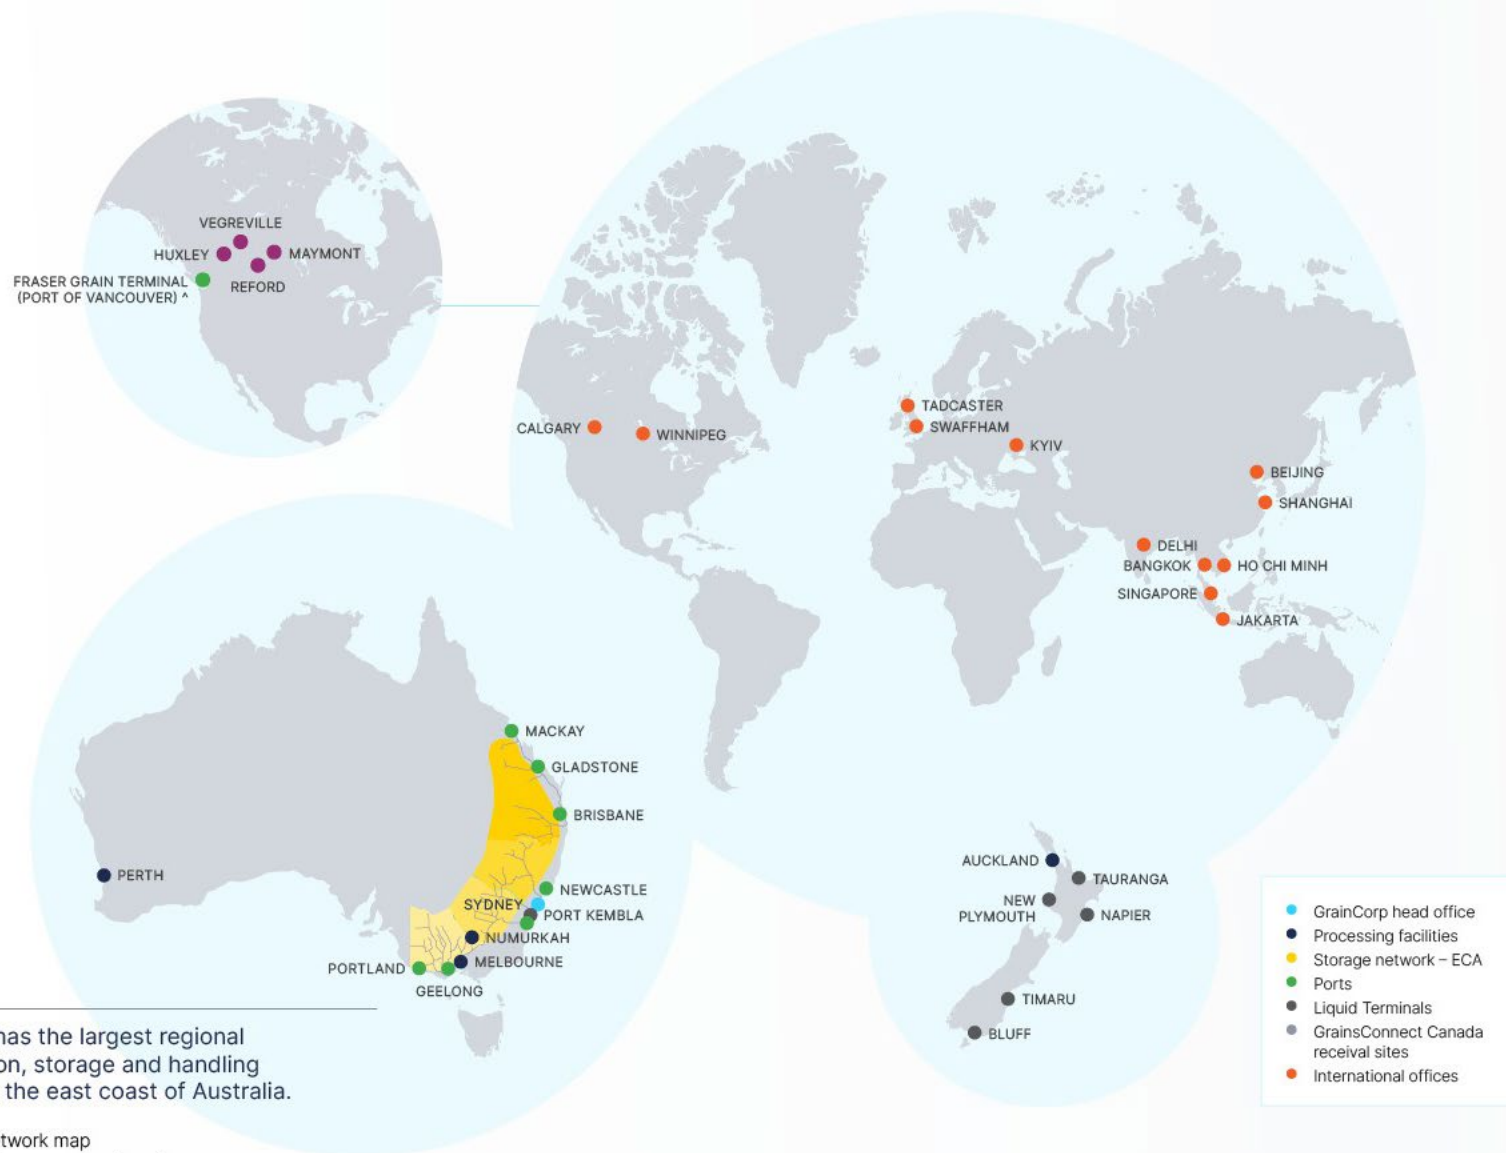 VEGREVILLE
HUXLEY
MAYMONT
FRASER GRAIN TERMINAL
(PORT OF VANCOUVER) ^
REFORD
TADCASTER
CALGARY
WINNIPEG
SWAFFHAM
KYIV
BEIJING
SHANGHAI
DELHI
BANGKOK
HO CHI MINH
SINGAPORE
JAKARTA
MACKAY
GLADSTONE
BRISBANE
PERTH
NEWCASTLE
SYDNEY
PORT KEMBLA
NUMURKAH
MELBOURNE
PORTLAND
GEELONG
AUCKLAND
TAURANGA
NEW
PLYMOUTH
NAPIER
TIMARU
BLUFF
GrainCorp head office
Processing facilities
Storage network – ECA
Ports
Liquid Terminals
GrainsConnect Canada
receival sites
International offices
has the largest regional
on, storage and handling
the east coast of Australia.
twork map